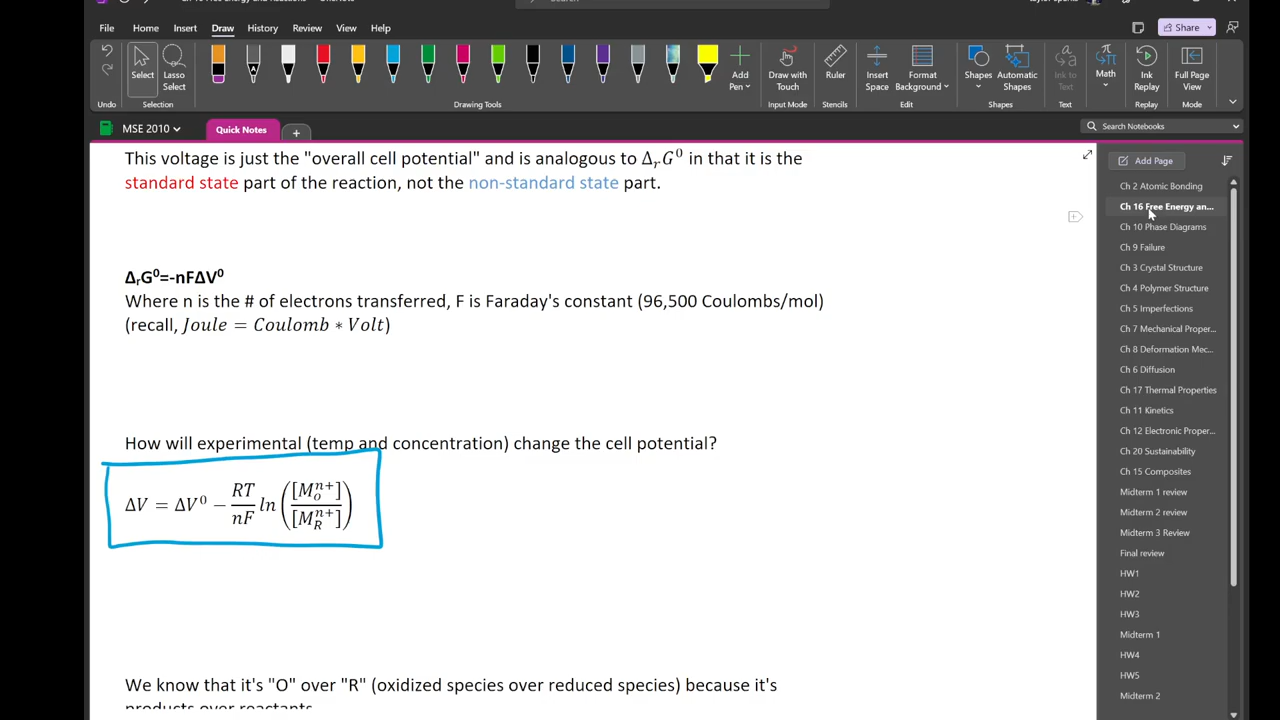 File Home Insert Draw History Review View Help
Share
Select
Lasso
Select
Add
Pen
Draw with
Touch
Ruler
Insert
Space
Format
Background
Shapes
Automatic
Shapes
Ink to
Text
Math
Ink
Replay
Full Page
View
Undo Selection Drawing Tools Input Mode Stencils Edit Shapes Text Replay Mode
MSE 2010 Quick Notes + Search Notebooks
This voltage is just the "overall cell potential" and is analogous to Δ_rG⁰ in that it is the
standard state part of the reaction, not the non-standard state part.
ΔᵣG⁰=-nFΔV⁰
Where n is the # of electrons transferred, F is Faraday's constant (96,500 Coulombs/mol)
(recall, Joule = Coulomb * Volt)
How will experimental (temp and concentration) change the cell potential?
ΔV = ΔV⁰ − RT/nF ln([M_O^{n+}]/[M_R^{n+}])
We know that it's "O" over "R" (oxidized species over reduced species) because it's
products over reactants
Add Page
Ch 2 Atomic Bonding
Ch 16 Free Energy an...
Ch 10 Phase Diagrams
Ch 9 Failure
Ch 3 Crystal Structure
Ch 4 Polymer Structure
Ch 5 Imperfections
Ch 7 Mechanical Proper...
Ch 8 Deformation Mec...
Ch 6 Diffusion
Ch 17 Thermal Properties
Ch 11 Kinetics
Ch 12 Electronic Proper...
Ch 20 Sustainability
Ch 15 Composites
Midterm 1 review
Midterm 2 review
Midterm 3 Review
Final review
HW1
HW2
HW3
Midterm 1
HW4
HW5
Midterm 2